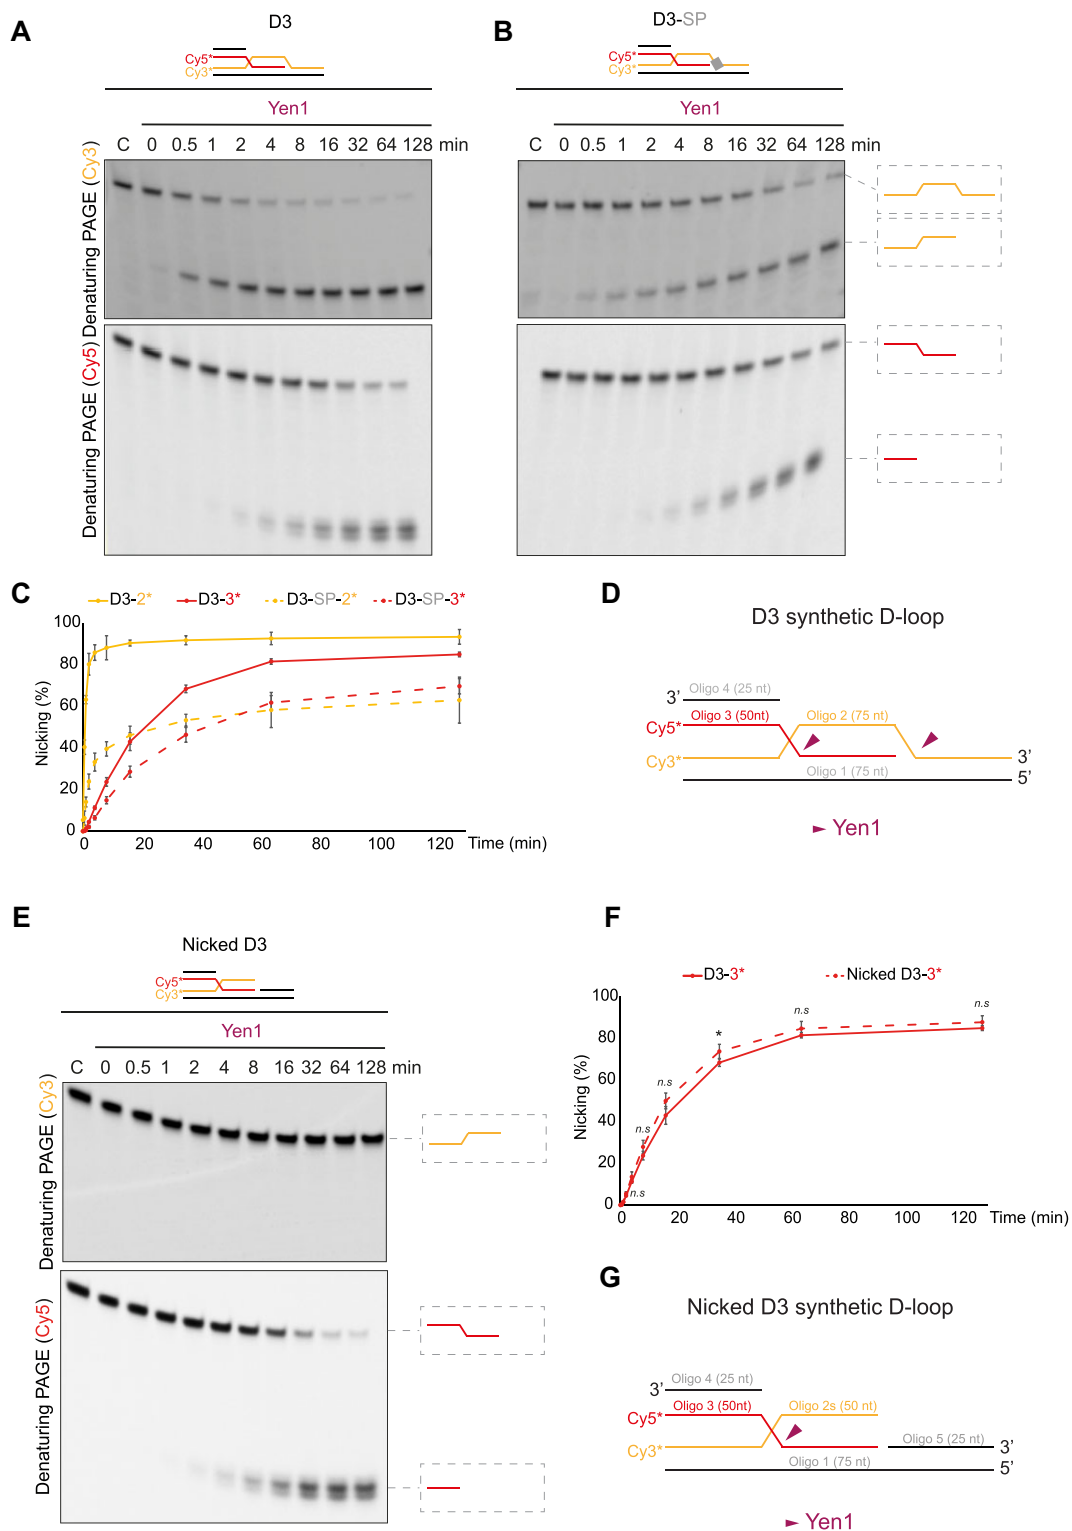 A
D3
Cy5*
Cy3*
Yen1
C 0 0.5 1 2 4 8 16 32 64 128 min
Denaturing PAGE (Cy3)
Denaturing PAGE (Cy5)
B
D3-SP
Cy5*
Cy3*
Yen1
C 0 0.5 1 2 4 8 16 32 64 128 min
C
D3-2* D3-3* D3-SP-2* D3-SP-3*
Nicking (%)
100
80
60
40
20
0
20 40 60 80 100 120 Time (min)
D
D3 synthetic D-loop
Oligo 4 (25 nt)
3’
Cy5* Oligo 3 (50nt) Oligo 2 (75 nt)
Cy3* 3’
Oligo 1 (75 nt) 5’
Yen1
E
Nicked D3
Cy5*
Cy3*
Yen1
C 0 0.5 1 2 4 8 16 32 64 128 min
Denaturing PAGE (Cy3)
Denaturing PAGE (Cy5)
F
D3-3* Nicked D3-3*
Nicking (%)
100
80
60
40
20
0
n.s
n.s
n.s
*
n.s
n.s
0 20 40 60 80 100 120 Time (min)
G
Nicked D3 synthetic D-loop
Oligo 4 (25 nt)
3’
Cy5* Oligo 3 (50nt) Oligo 2s (50 nt)
Cy3* Oligo 5 (25 nt) 3’
Oligo 1 (75 nt) 5’
Yen1